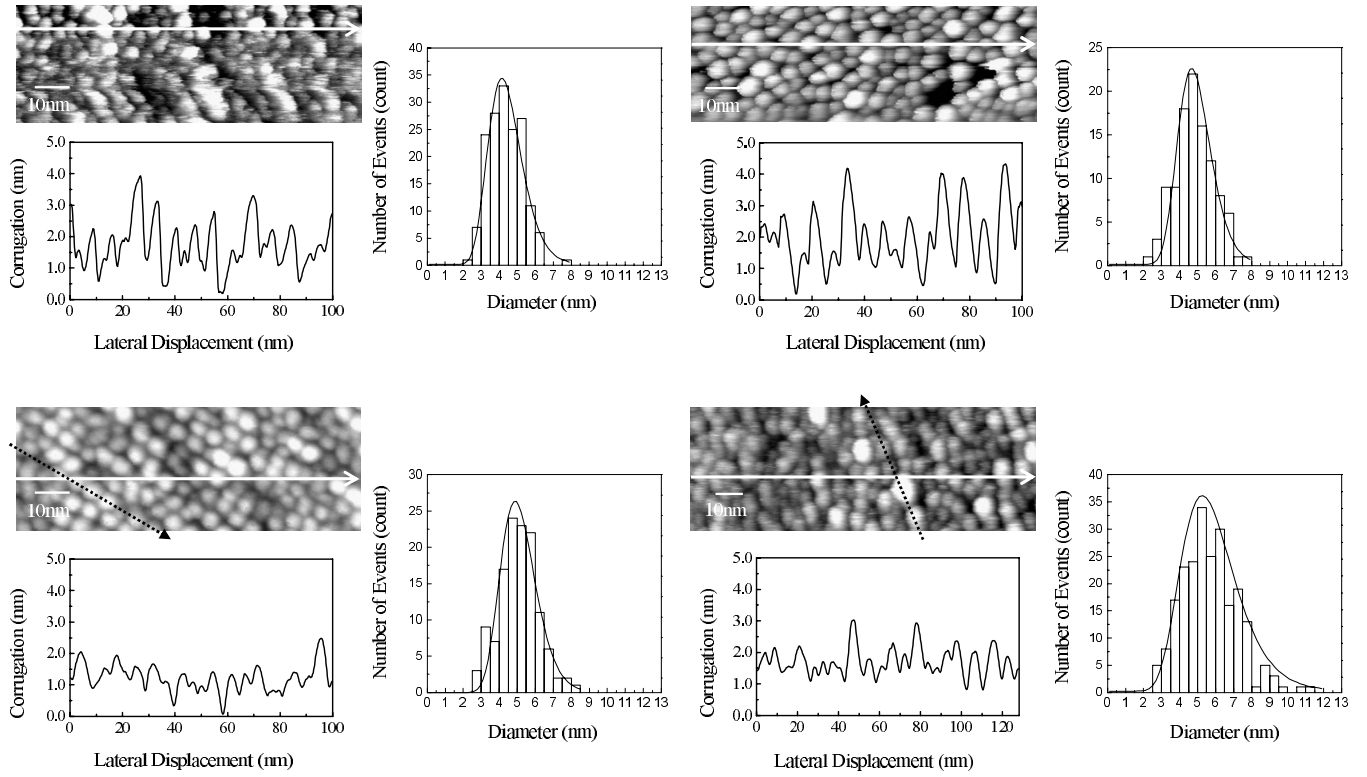 10nm
5.0
4.0
3.0
2.0
1.0
0.0
Corrugation (nm)
0 20 40 60 80 100
Lateral Displacement (nm)
40
35
30
25
20
15
10
5
0
Number of Events (count)
0 1 2 3 4 5 6 7 8 9 10 11 12 13
Diameter (nm)
10nm
5.0
4.0
3.0
2.0
1.0
0.0
Corrugation (nm)
0 20 40 60 80 100
Lateral Displacement (nm)
25
20
15
10
5
0
Number of Events (count)
0 1 2 3 4 5 6 7 8 9 10 11 12 13
Diameter (nm)
10nm
5.0
4.0
3.0
2.0
1.0
0.0
Corrugation (nm)
0 20 40 60 80 100
Lateral Displacement (nm)
30
25
20
15
10
5
0
Number of Events (count)
0 1 2 3 4 5 6 7 8 9 10 11 12 13
Diameter (nm)
10nm
5.0
4.0
3.0
2.0
1.0
0.0
Corrugation (nm)
0 20 40 60 80 100 120
Lateral Displacement (nm)
40
35
30
25
20
15
10
5
0
Number of Events (count)
0 1 2 3 4 5 6 7 8 9 10 11 12 13
Diameter (nm)